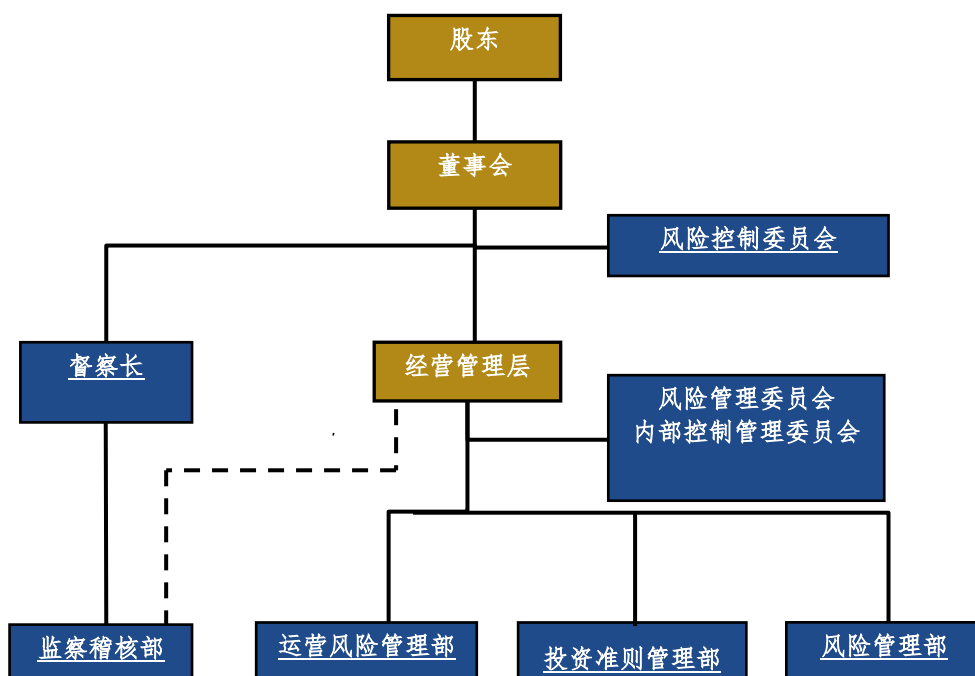 股东
董事会
风险控制委员会
督察长
经营管理层
风险管理委员会
内部控制管理委员会
监察稽核部
运营风险管理部
投资准则管理部
风险管理部